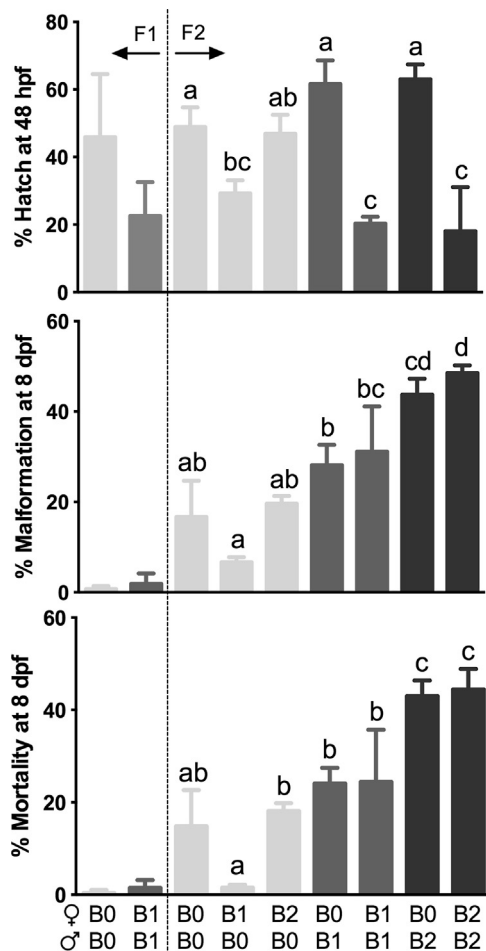 % Hatch at 48 hpf
80
60
40
20
0
F1 F2
a bc ab a c a c
% Malformation at 8 dpf
60
40
20
0
ab a ab b bc cd d
% Mortality at 8 dpf
60
40
20
0
ab a b b b c c
♀ B0 B1 B0 B1 B2 B0 B1 B0 B2
♂ B0 B1 B0 B0 B0 B1 B1 B2 B2